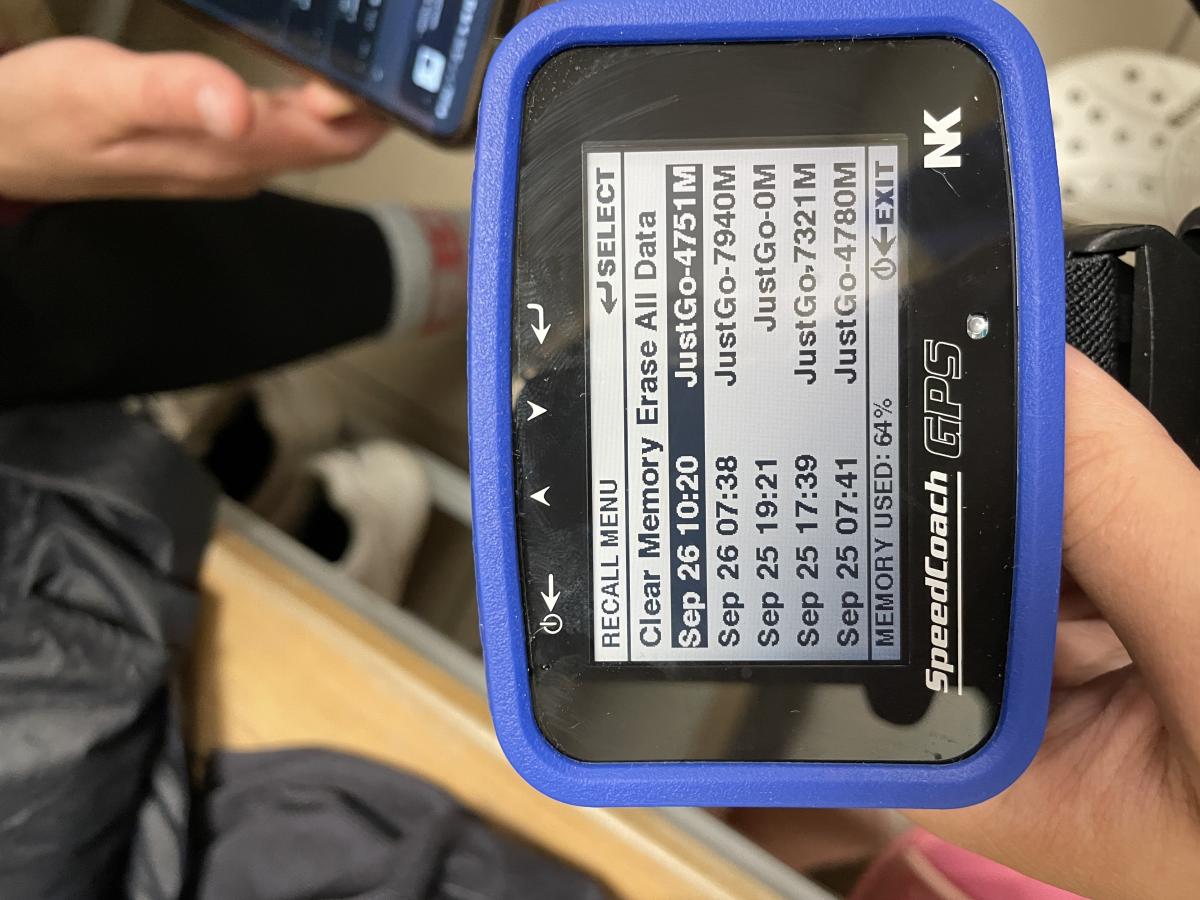 RECALL MENU ↵SELECT
Clear Memory Erase All Data
Sep 26 10:20 JustGo-4751M
Sep 26 07:38 JustGo-7940M
Sep 25 19:21 JustGo-0M
Sep 25 17:39 JustGo-7321M
Sep 25 07:41 JustGo-4780M
MEMORY USED: 64% ⏻←EXIT
SpeedCoach GPS NK